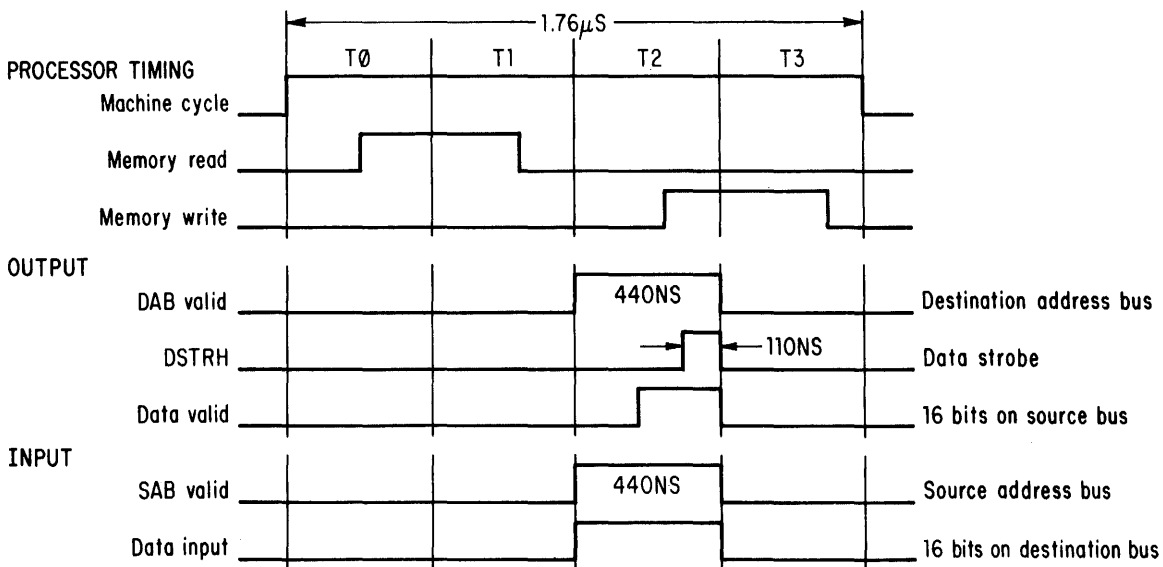 1.76μS
TØ T1 T2 T3
PROCESSOR TIMING
Machine cycle
Memory read
Memory write
OUTPUT
DAB valid 440NS Destination address bus
DSTRH 110NS Data strobe
Data valid 16 bits on source bus
INPUT
SAB valid 440NS Source address bus
Data input 16 bits on destination bus